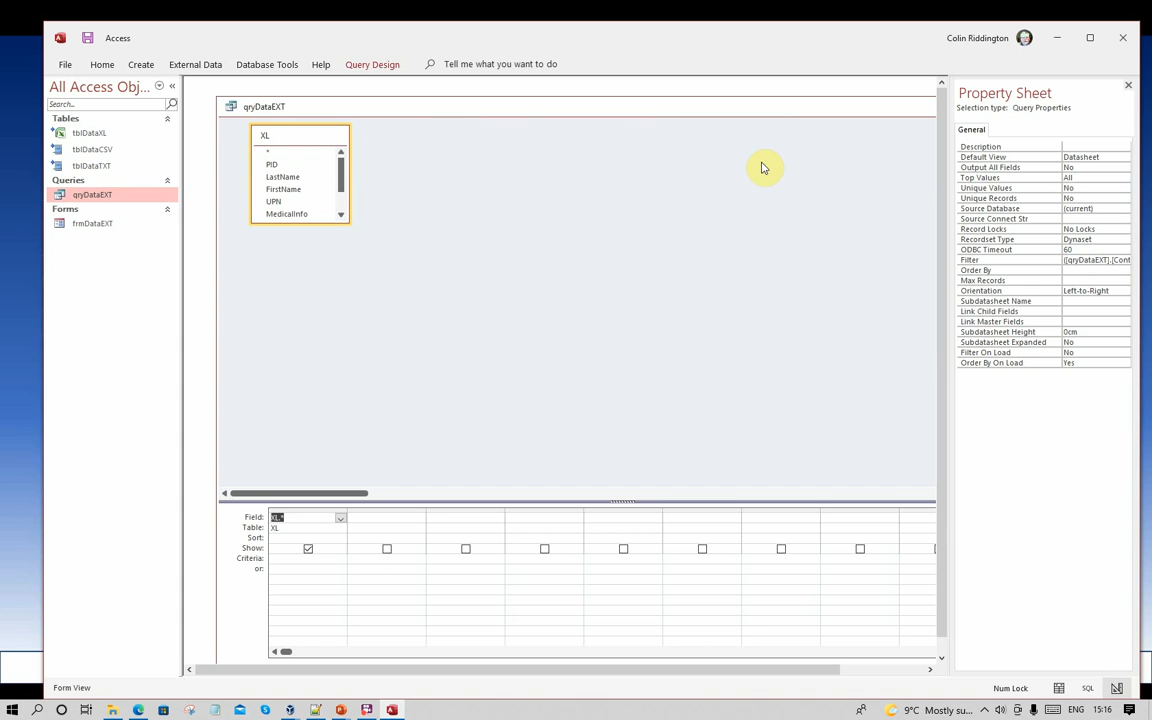 Access
Colin Riddington
File Home Create External Data Database Tools Help Query Design Tell me what you want to do
All Access Obj...
Search...
Tables
tblDataXL
tblDataCSV
tblDataTXT
Queries
qryDataEXT
Forms
frmDataEXT
qryDataEXT
XL
*
PID
LastName
FirstName
UPN
MedicalInfo
Field: XL.*
Table: XL
Sort:
Show:
Criteria:
or:
Property Sheet
Selection type: Query Properties
General
Description
Default View Datasheet
Output All Fields No
Top Values All
Unique Values No
Unique Records No
Source Database (current)
Source Connect Str
Record Locks No Locks
Recordset Type Dynaset
ODBC Timeout 60
Filter ([qryDataEXT].[Cont
Order By
Max Records
Orientation Left-to-Right
Subdatasheet Name
Link Child Fields
Link Master Fields
Subdatasheet Height 0cm
Subdatasheet Expanded No
Filter On Load No
Order By On Load Yes
Form View
Num Lock
SQL
9°C Mostly su...
ENG
15:16